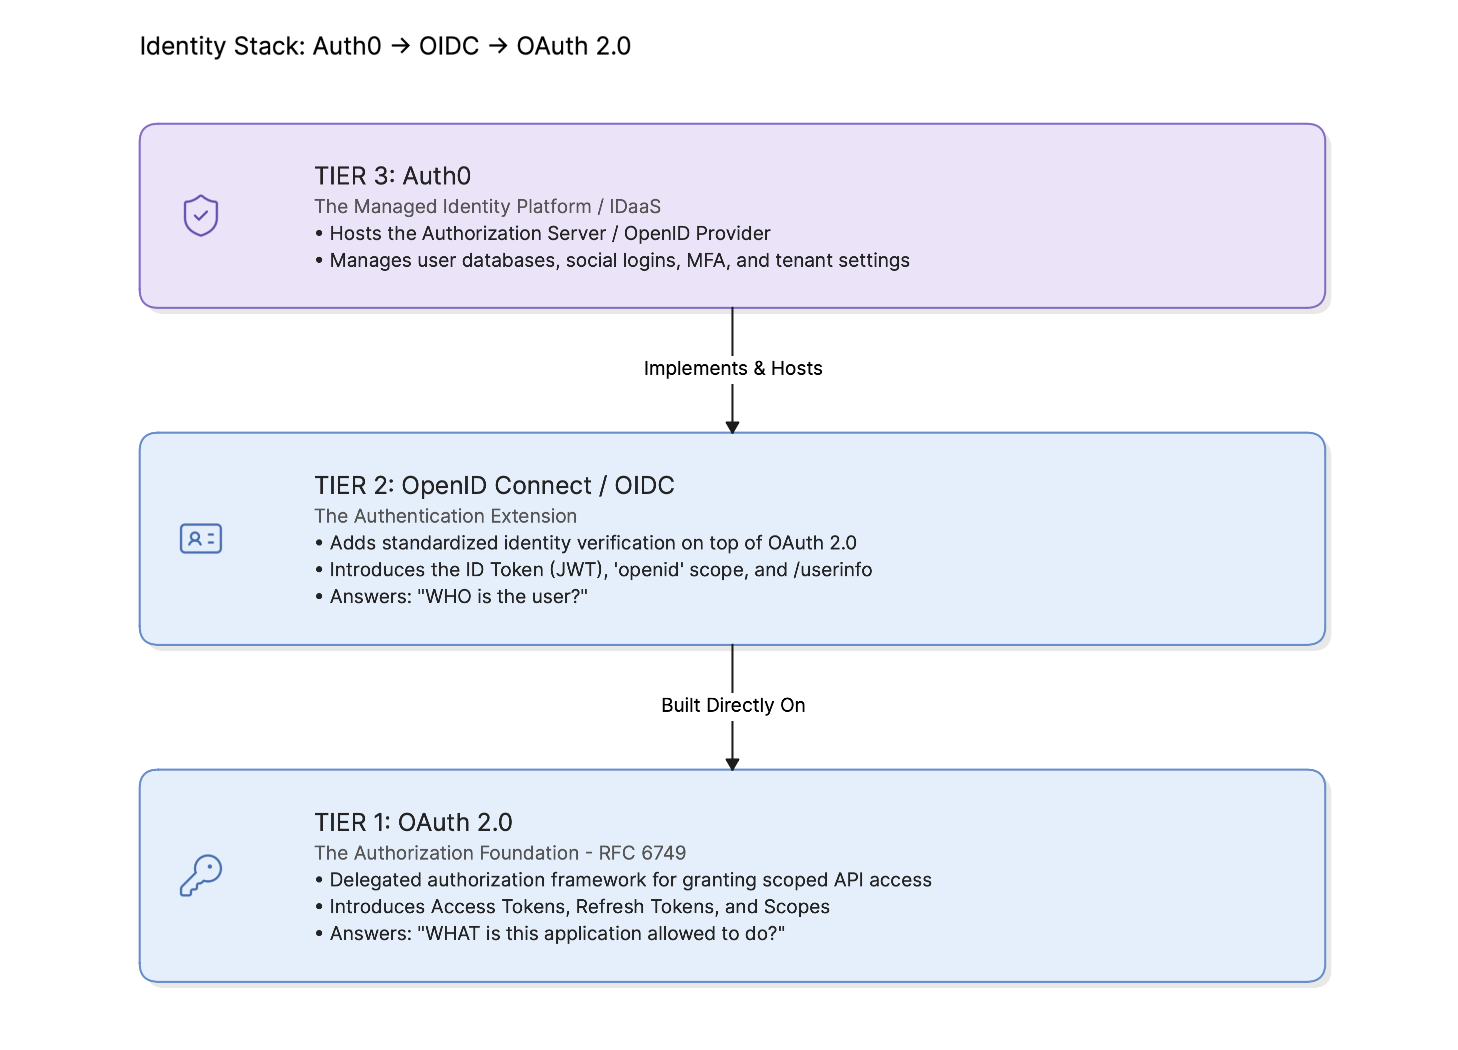 Identity Stack: Auth0 → OIDC → OAuth 2.0
TIER 3: Auth0
The Managed Identity Platform / IDaaS
• Hosts the Authorization Server / OpenID Provider
• Manages user databases, social logins, MFA, and tenant settings
Implements & Hosts
TIER 2: OpenID Connect / OIDC
The Authentication Extension
• Adds standardized identity verification on top of OAuth 2.0
• Introduces the ID Token (JWT), 'openid' scope, and /userinfo
• Answers: "WHO is the user?"
Built Directly On
TIER 1: OAuth 2.0
The Authorization Foundation - RFC 6749
• Delegated authorization framework for granting scoped API access
• Introduces Access Tokens, Refresh Tokens, and Scopes
• Answers: "WHAT is this application allowed to do?"